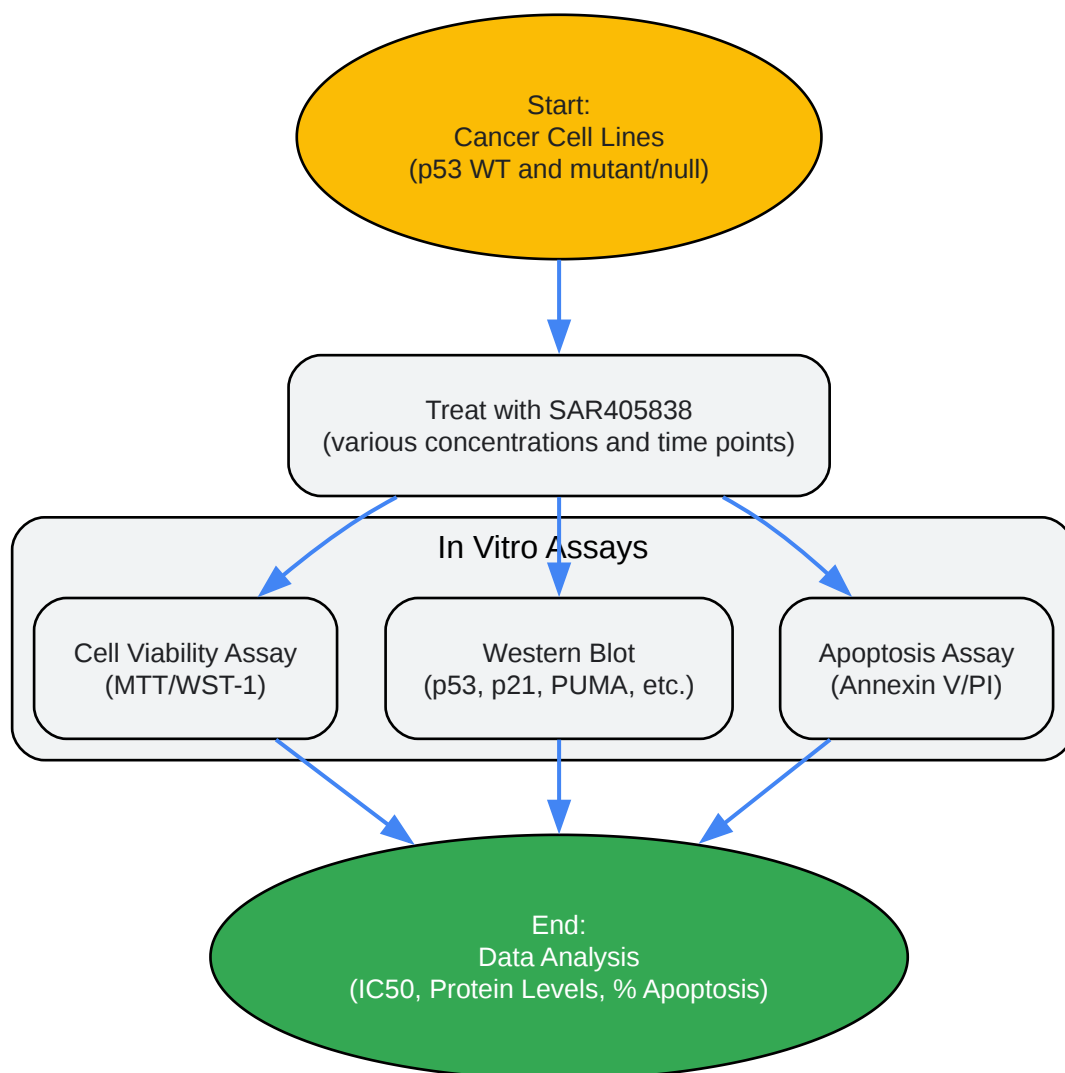 Start:
Cancer Cell Lines
(p53 WT and mutant/null)
Treat with SAR405838
(various concentrations and time points)
In Vitro Assays
Cell Viability Assay
(MTT/WST-1)
Western Blot
(p53, p21, PUMA, etc.)
Apoptosis Assay
(Annexin V/PI)
End:
Data Analysis
(IC50, Protein Levels, % Apoptosis)